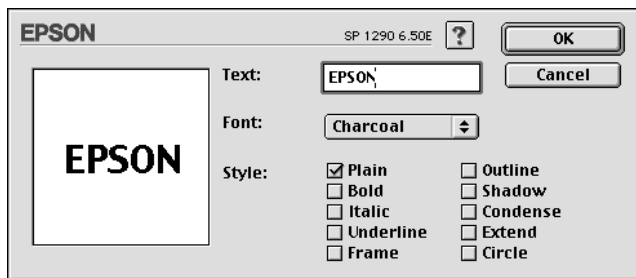 EPSON
SP 1290 6.50E
?
OK
Text:
EPSON
Cancel
Font:
Charcoal
EPSON
Style:
Plain
Outline
Bold
Shadow
Italic
Condense
Underline
Extend
Frame
Circle